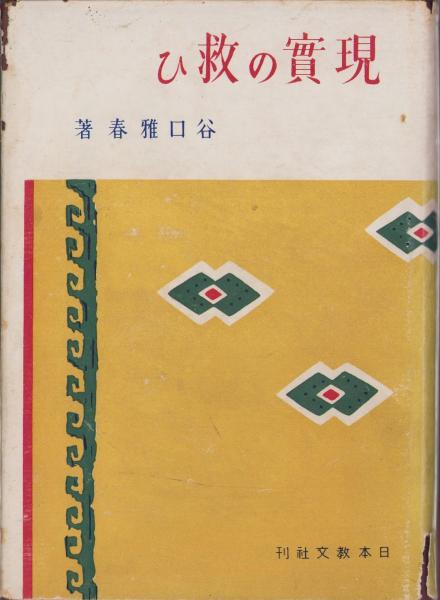 現實の救ひ
谷口雅春著
日本教文社刊